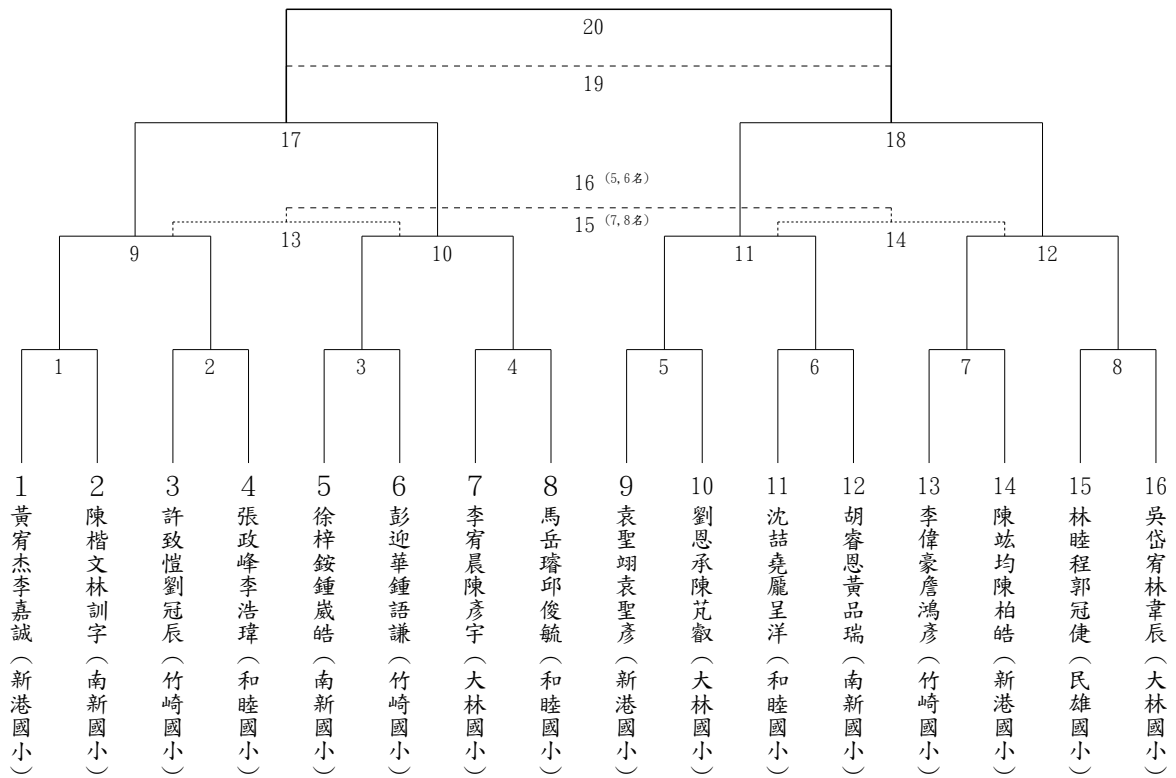 20
19
17
18
16 (5,6名)
15 (7,8名)
13
14
9
10
11
12
1
2
3
4
5
6
7
8
1 黃宥杰李嘉誠(新港國小)
2 陳楷文林訓字(南新國小)
3 許致愷劉冠辰(竹崎國小)
4 張政峰李浩瑋(和睦國小)
5 徐梓銨鍾崴皓(南新國小)
6 彭迎華鍾語謙(竹崎國小)
7 李宥晨陳彥宇(大林國小)
8 馬岳璿邱俊毓(和睦國小)
9 袁聖翊袁聖彥(新港國小)
10 劉恩承陳芃叡(大林國小)
11 沈詰堯龎呈洋(和睦國小)
12 胡睿恩黃品瑞(南新國小)
13 李偉豪詹鴻彥(竹崎國小)
14 陳竑均陳柏皓(新港國小)
15 林睦程郭冠倢(民雄國小)
16 吳岱宥林韋辰(大林國小)